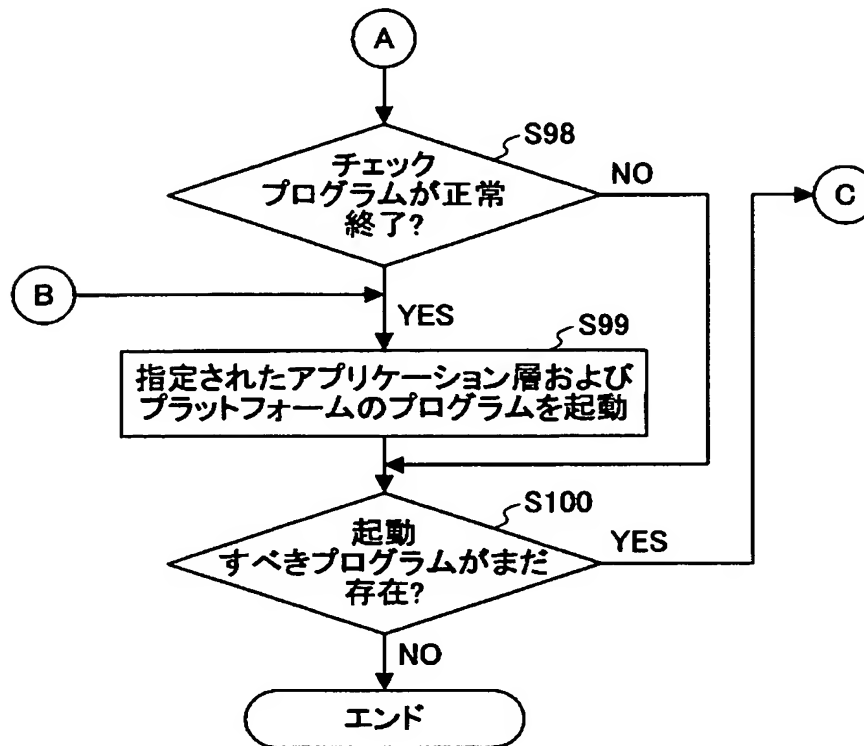 A
S98
チェック
プログラムが正常
終了?
NO
C
B
YES
S99
指定されたアプリケーション層および
プラットフォームのプログラムを起動
S100
起動
すべきプログラムがまだ
存在?
YES
NO
エンド